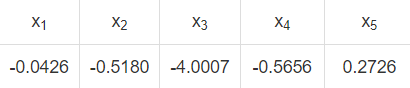 x₁ x₂ x₃ x₄ x₅
-0.0426 -0.5180 -4.0007 -0.5656 0.2726